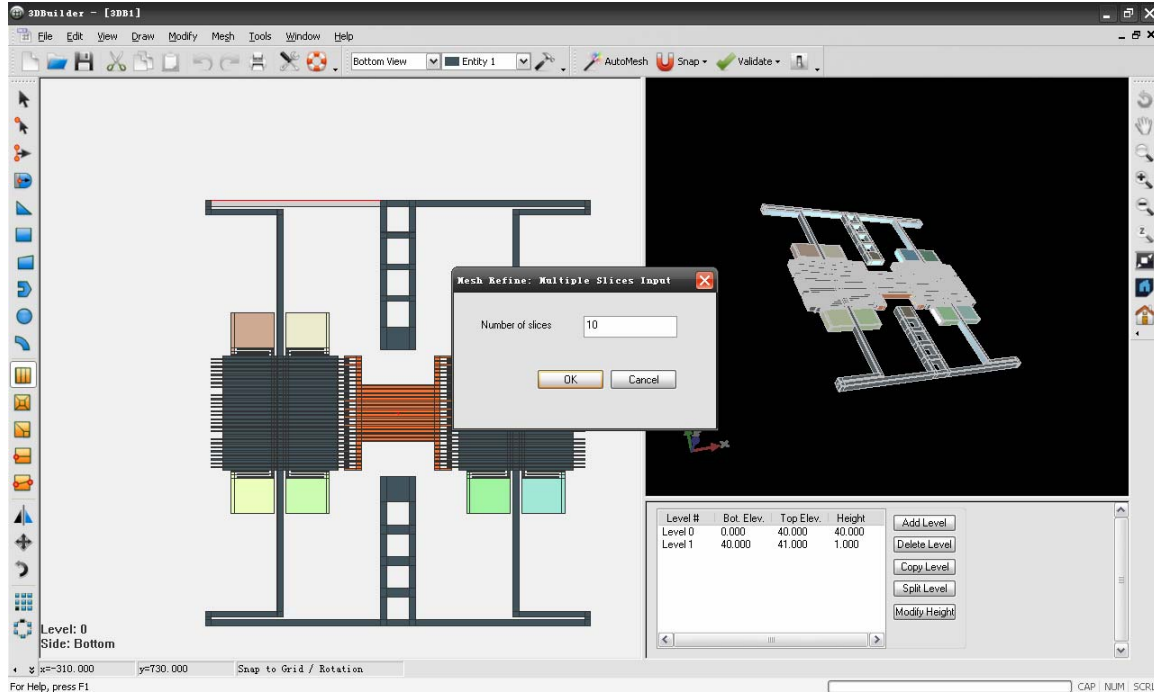 3DBuilder - [3DB1]
File Edit View Draw Modify Mesh Tools Window Help
Bottom View Entity 1 AutoMesh Snap Validate
Mesh Refine: Multiple Slices Input
Number of slices 10
OK Cancel
Level # Bot. Elev. Top Elev. Height
Level 0 0.000 40.000 40.000
Level 1 40.000 41.000 1.000
Add Level
Delete Level
Copy Level
Split Level
Modify Height
Level: 0
Side: Bottom
x=-310.000 y=730.000 Snap to Grid / Rotation
For Help, press F1 CAP NUM SCRL